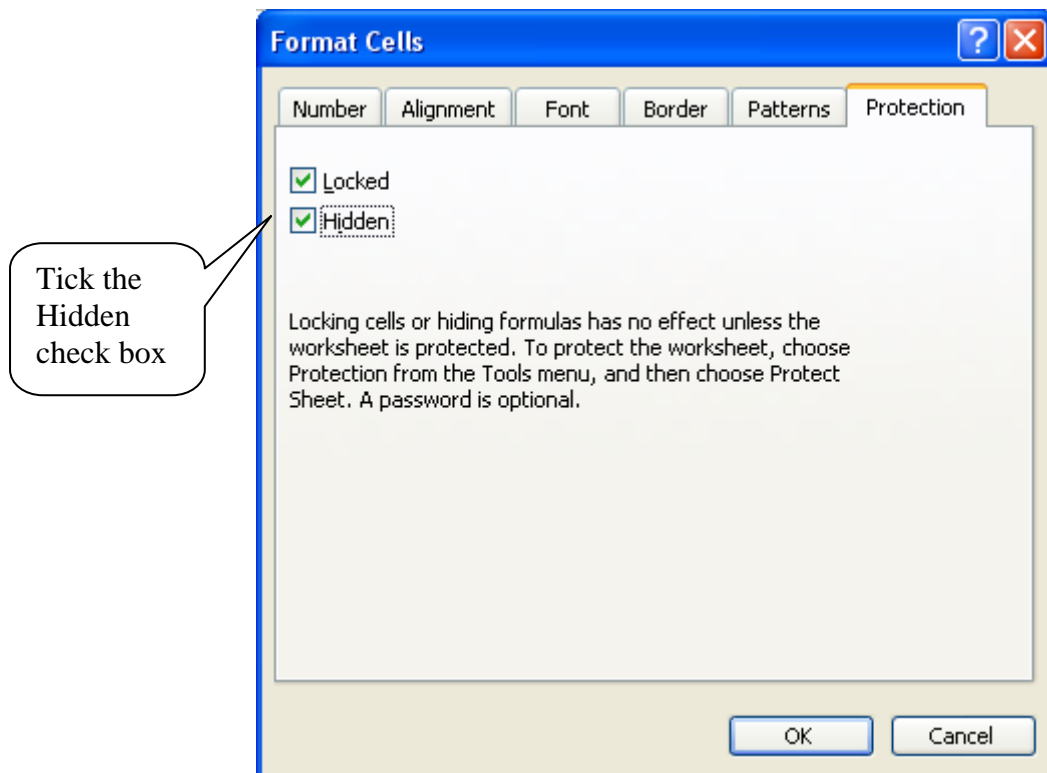 Format Cells
Number Alignment Font Border Patterns Protection
Locked
Hidden
Tick the
Hidden
check box
Locking cells or hiding formulas has no effect unless the
worksheet is protected. To protect the worksheet, choose
Protection from the Tools menu, and then choose Protect
Sheet. A password is optional.
OK Cancel